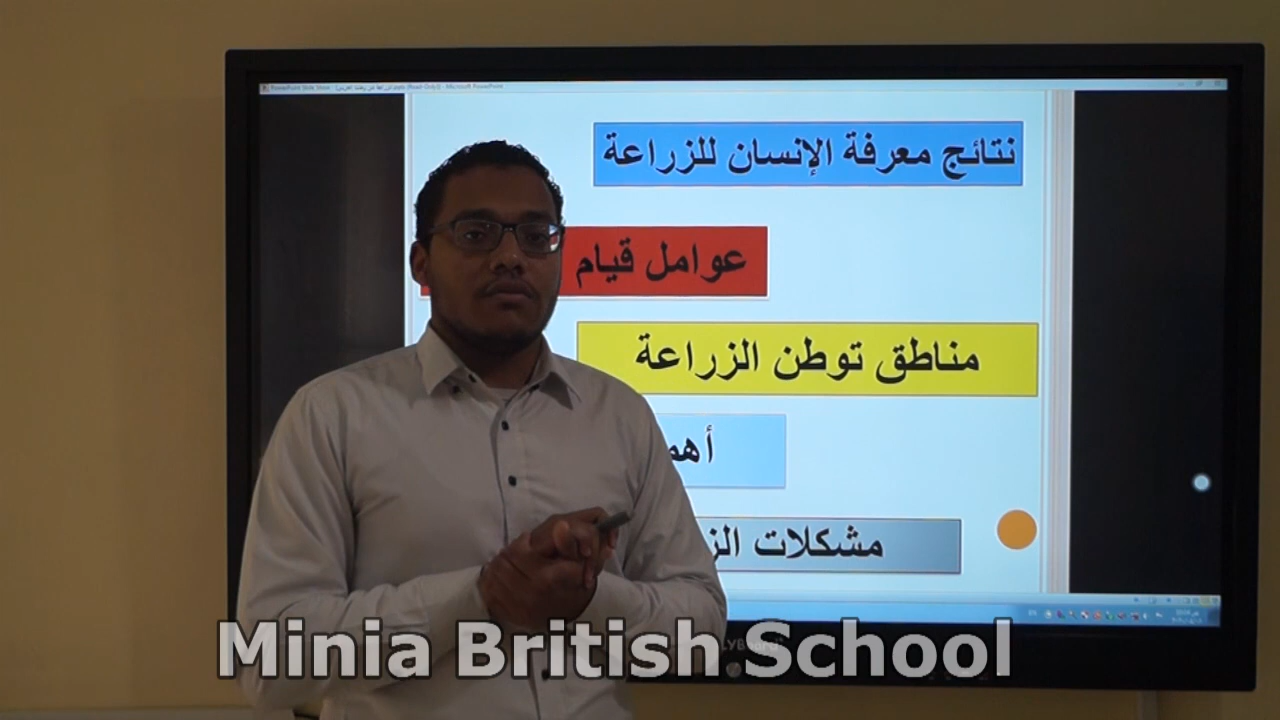 نتائج معرفة الإنسان للزراعة
عوامل قيام
مناطق توطن الزراعة
مشكلات
Minia British School